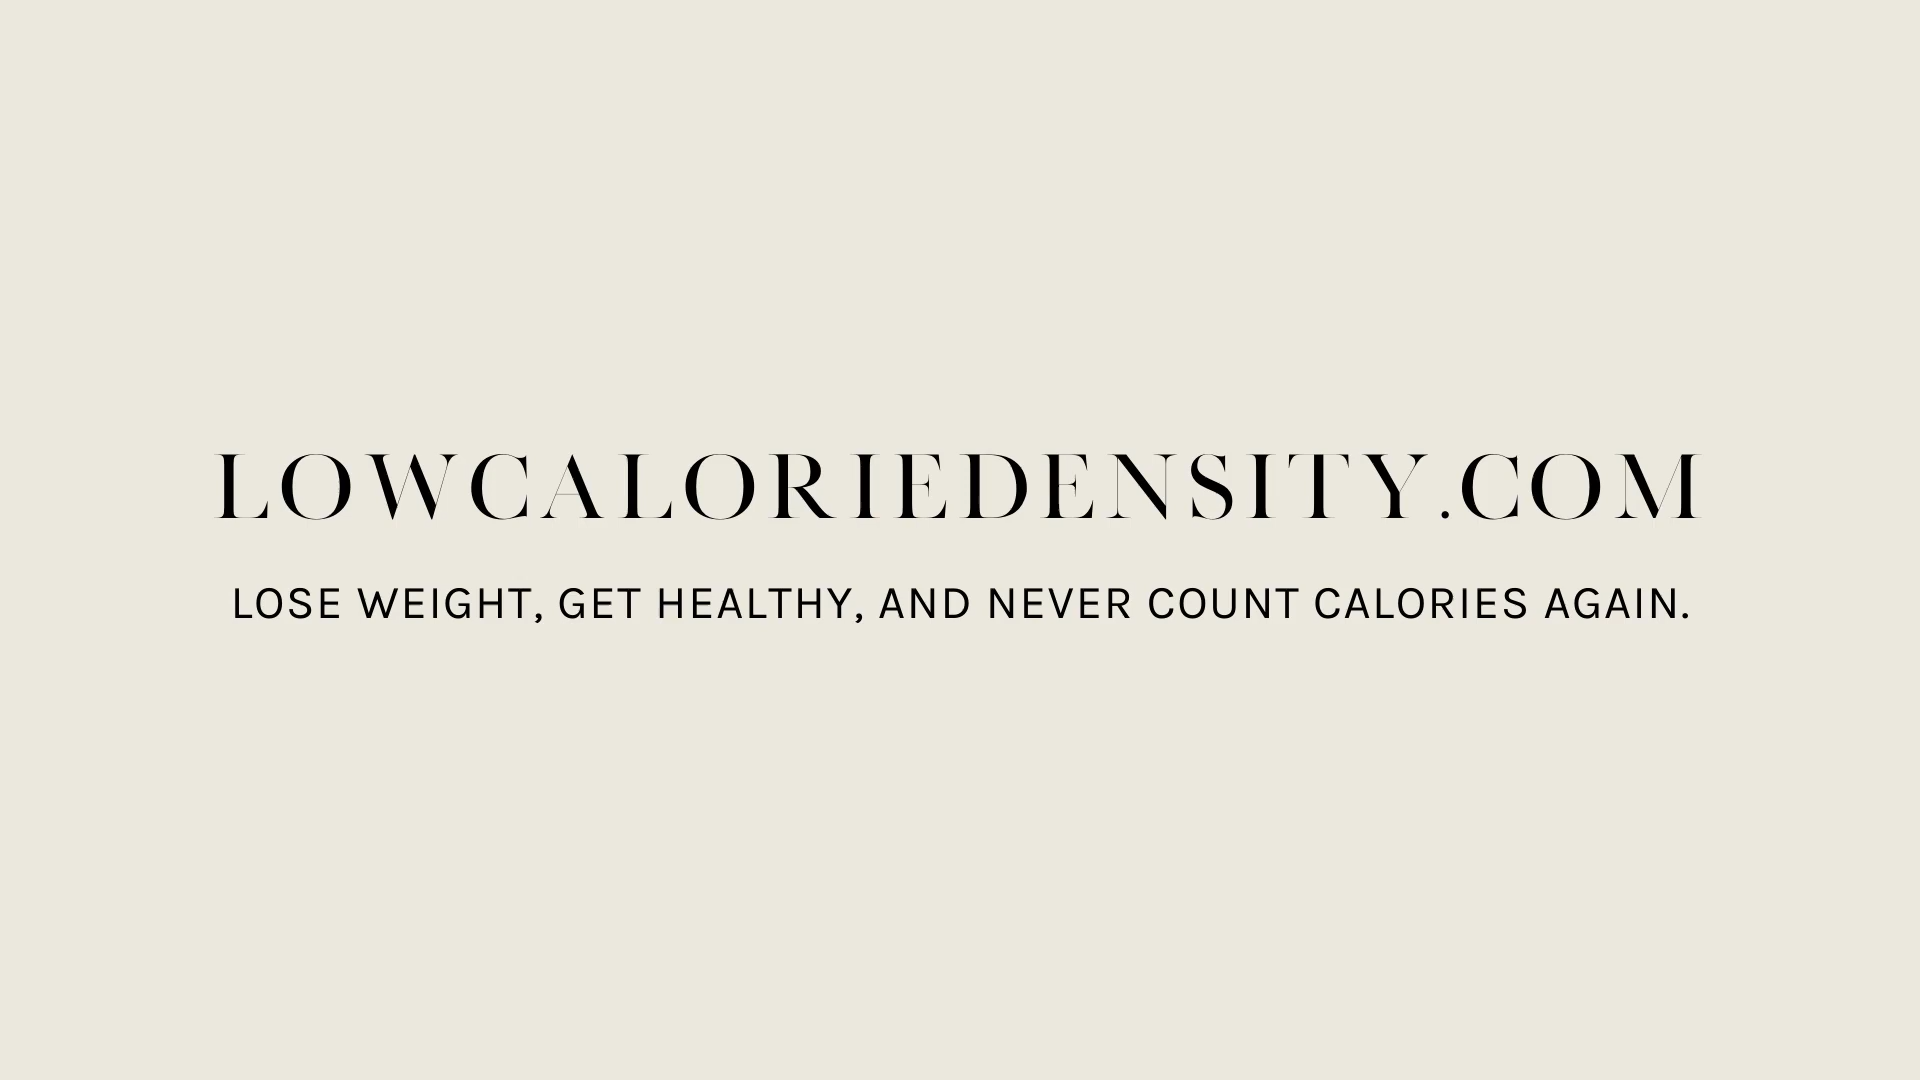 LOWCALORIEDENSITY.COM
LOSE WEIGHT, GET HEALTHY, AND NEVER COUNT CALORIES AGAIN.